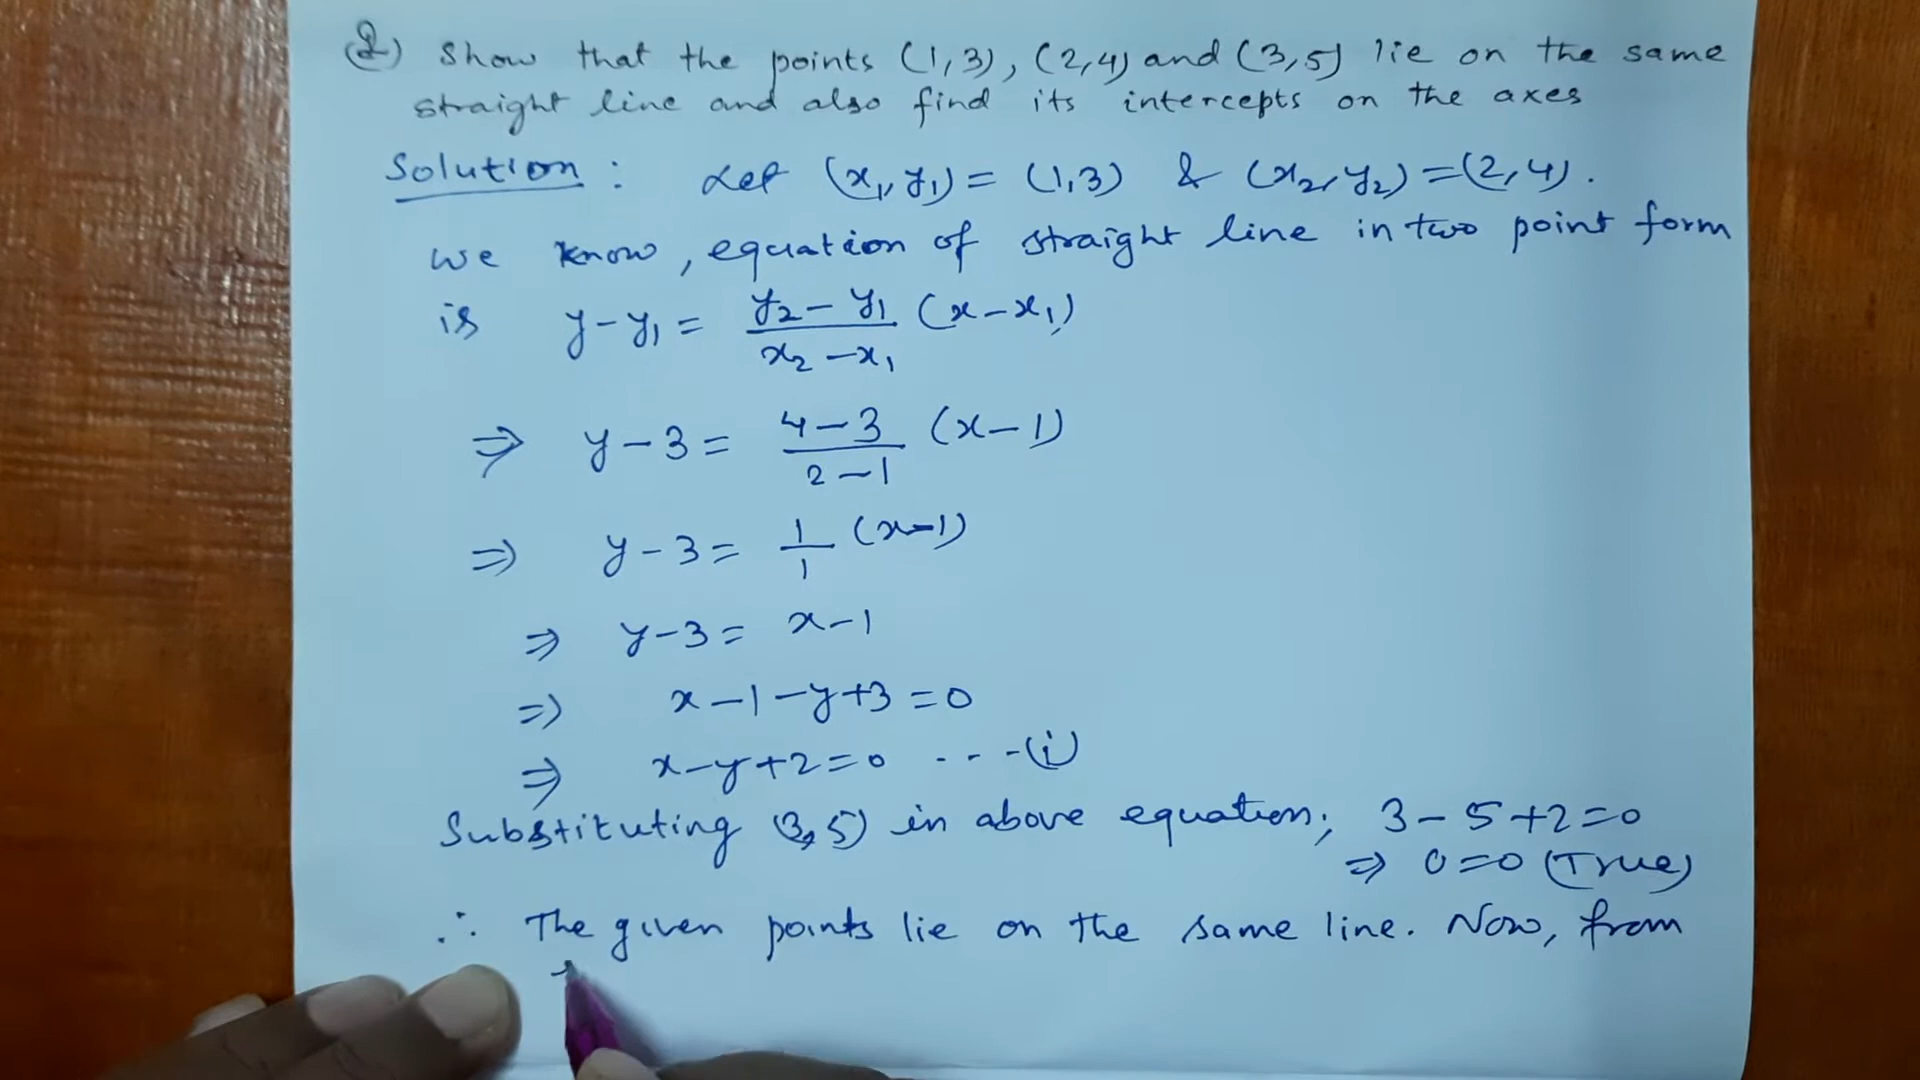 Q) Show that the points (1,3), (2,4) and (3,5) lie on the same
straight line and also find its intercepts on the axes
Solution : Let (x₁, y₁) = (1,3) & (x₂, y₂) = (2,4).
we know, equation of straight line in two point form
is y - y₁ = (y₂ - y₁)/(x₂ - x₁) (x - x₁)
⇒ y - 3 = (4 - 3)/(2 - 1) (x - 1)
⇒ y - 3 = 1/1 (x - 1)
⇒ y - 3 = x - 1
⇒ x - 1 - y + 3 = 0
⇒ x - y + 2 = 0 - - - (i)
Substituting (3,5) in above equation; 3 - 5 + 2 = 0
⇒ 0 = 0 (True)
∴ The given points lie on the same line. Now, from